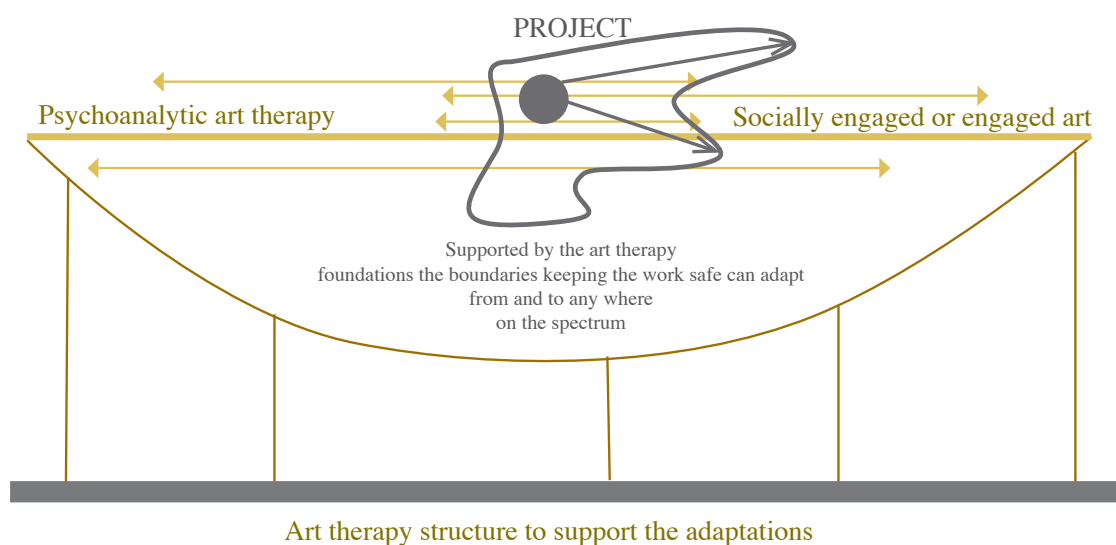 PROJECT
Psychoanalytic art therapy
Socially engaged or engaged art
Supported by the art therapy
foundations the boundaries keeping the work safe can adapt
from and to any where
on the spectrum
Art therapy structure to support the adaptations